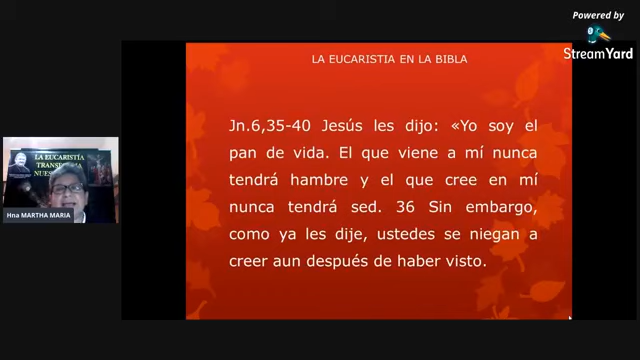 Powered by
StreamYard
LA EUCARISTIA EN LA BIBLA
Jn.6,35-40 Jesús les dijo: «Yo soy el
pan de vida. El que viene a mí nunca
tendrá hambre y el que cree en mí
nunca tendrá sed. 36 Sin embargo,
como ya les dije, ustedes se niegan a
creer aun después de haber visto.
LA EUCARISTÍA
Hna MARTHA MARIA